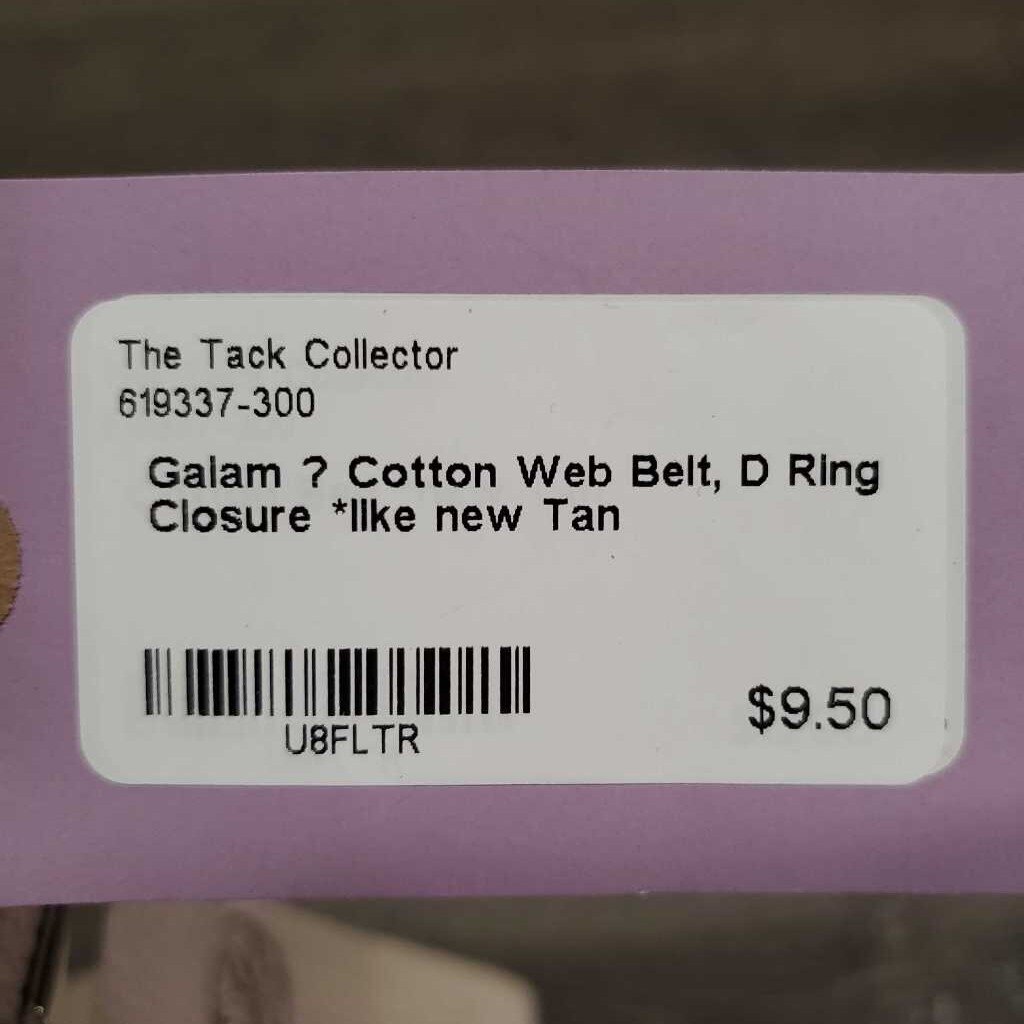 The Tack Collector
619337-300
Galam ? Cotton Web Belt, D Ring
Closure *like new Tan
U8FLTR
$9.50